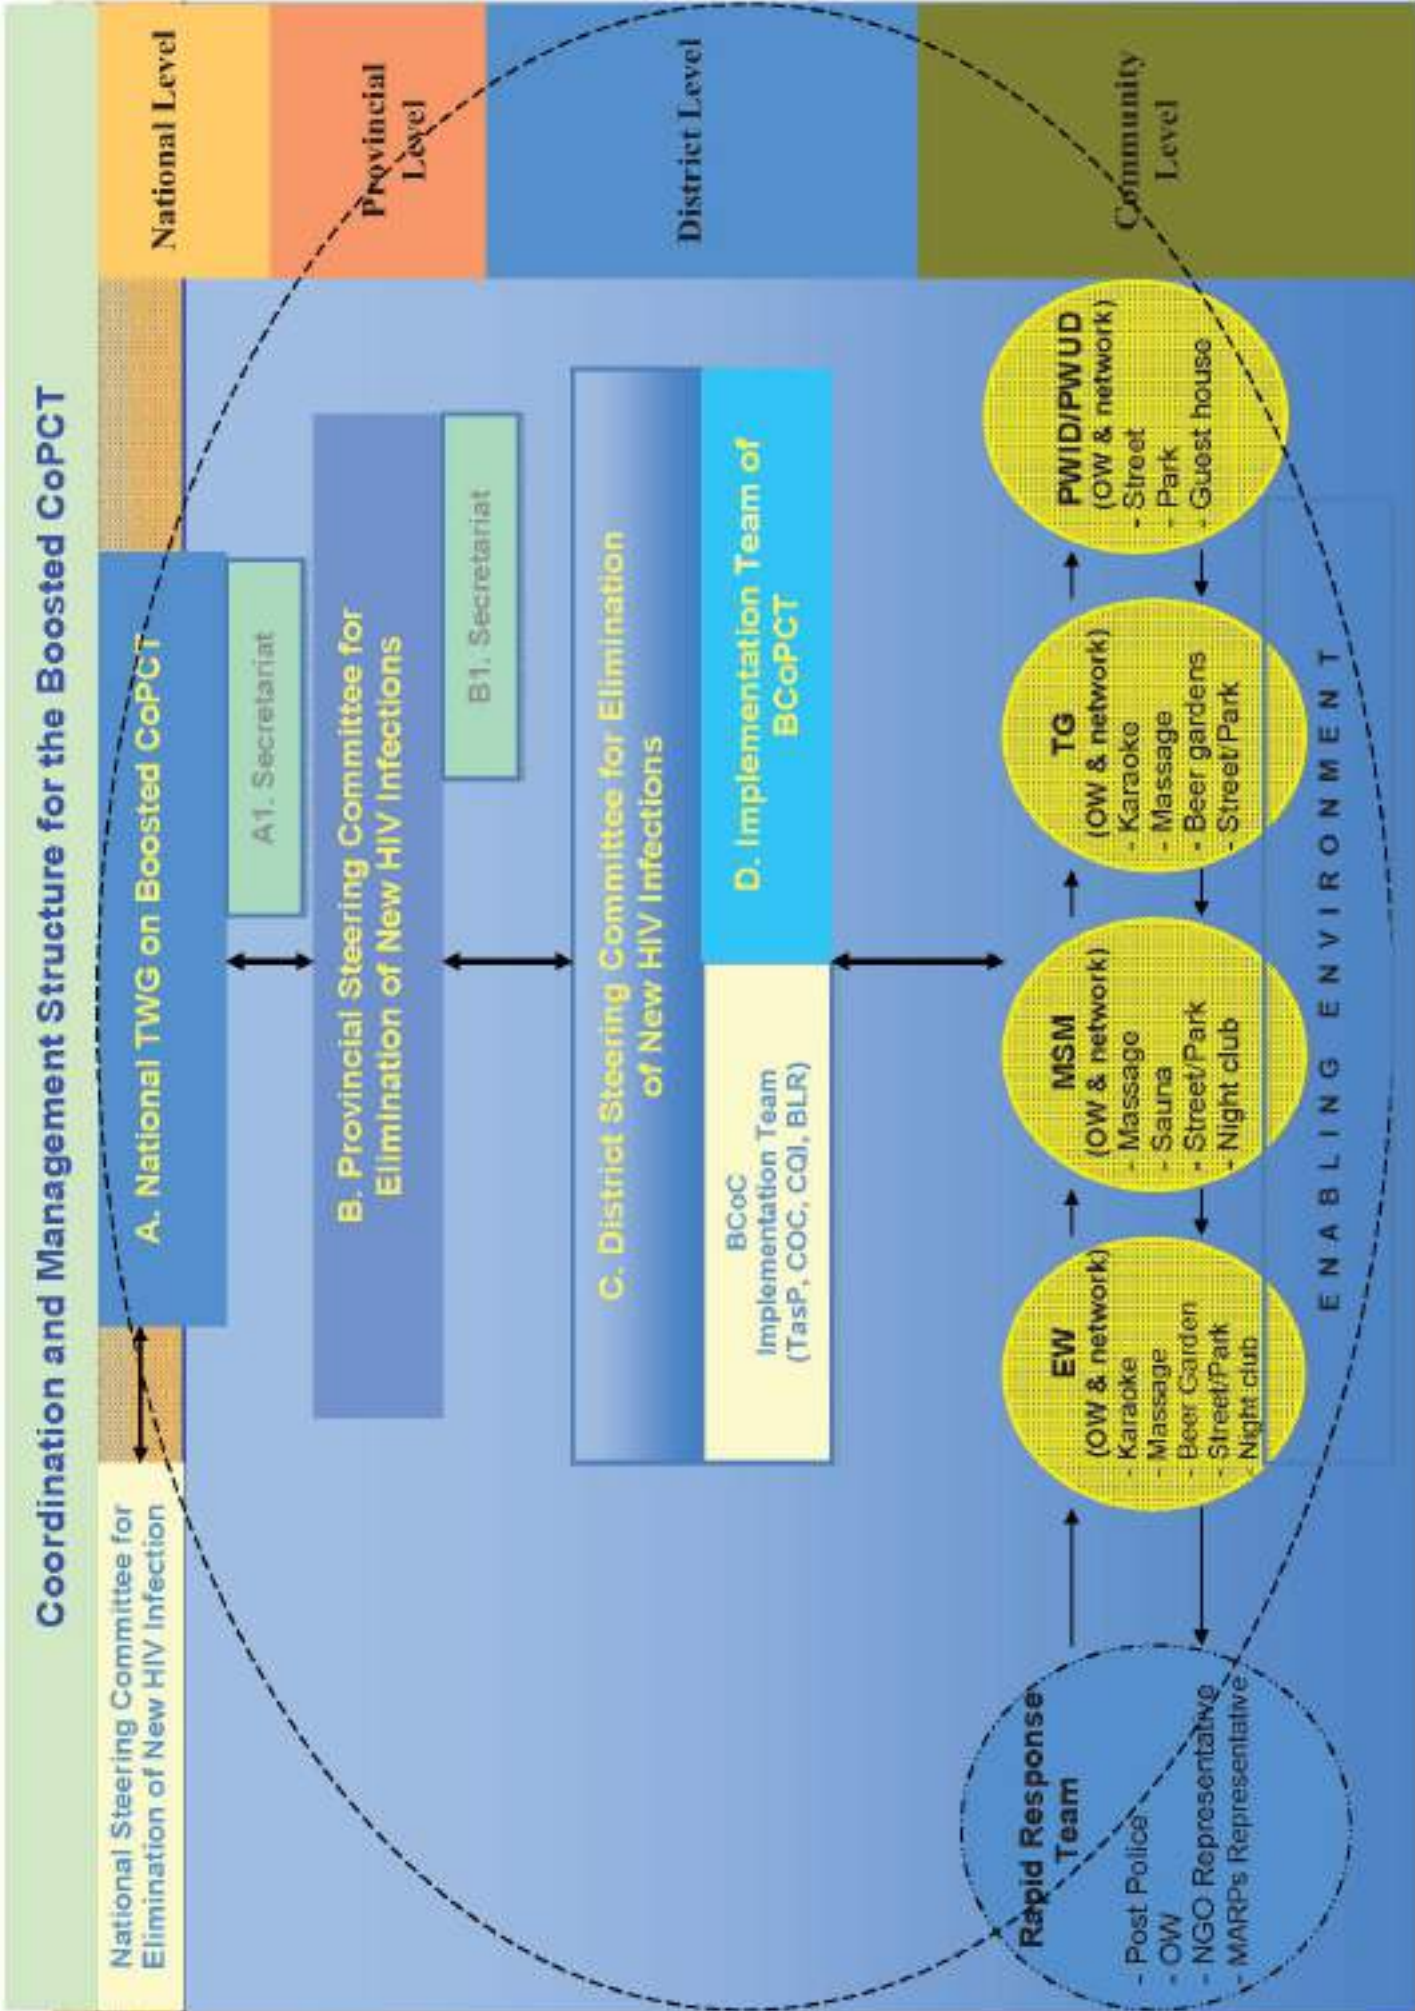 Coordination and Management Structure for the Boosted CoPCT
National Steering Committee for
Elimination of New HIV Infection
A. National TWG on Boosted CoPCT
National Level
A1. Secretariat
B. Provincial Steering Committee for
Elimination of New HIV Infections
Provincial
Level
B1. Secretariat
C. District Steering Committee for Elimination
of New HIV Infections
District Level
BCoC
Implementation Team
(TasP, COC, CQI, BLR)
D. Implementation Team of
BCoPCT
Rapid Response
Team
- Post Police
- OW
- NGO Representative
- MARPs Representative
EW
(OW & network)
- Karaoke
- Massage
- Beer Garden
- Street/Park
- Night club
MSM
(OW & network)
- Massage
- Sauna
- Street/Park
- Night club
TG
(OW & network)
- Karaoke
- Massage
- Beer gardens
- Street/Park
PWID/PWUD
(OW & network)
- Street
- Park
- Guest house
Community
Level
ENABLING ENVIRONMENT